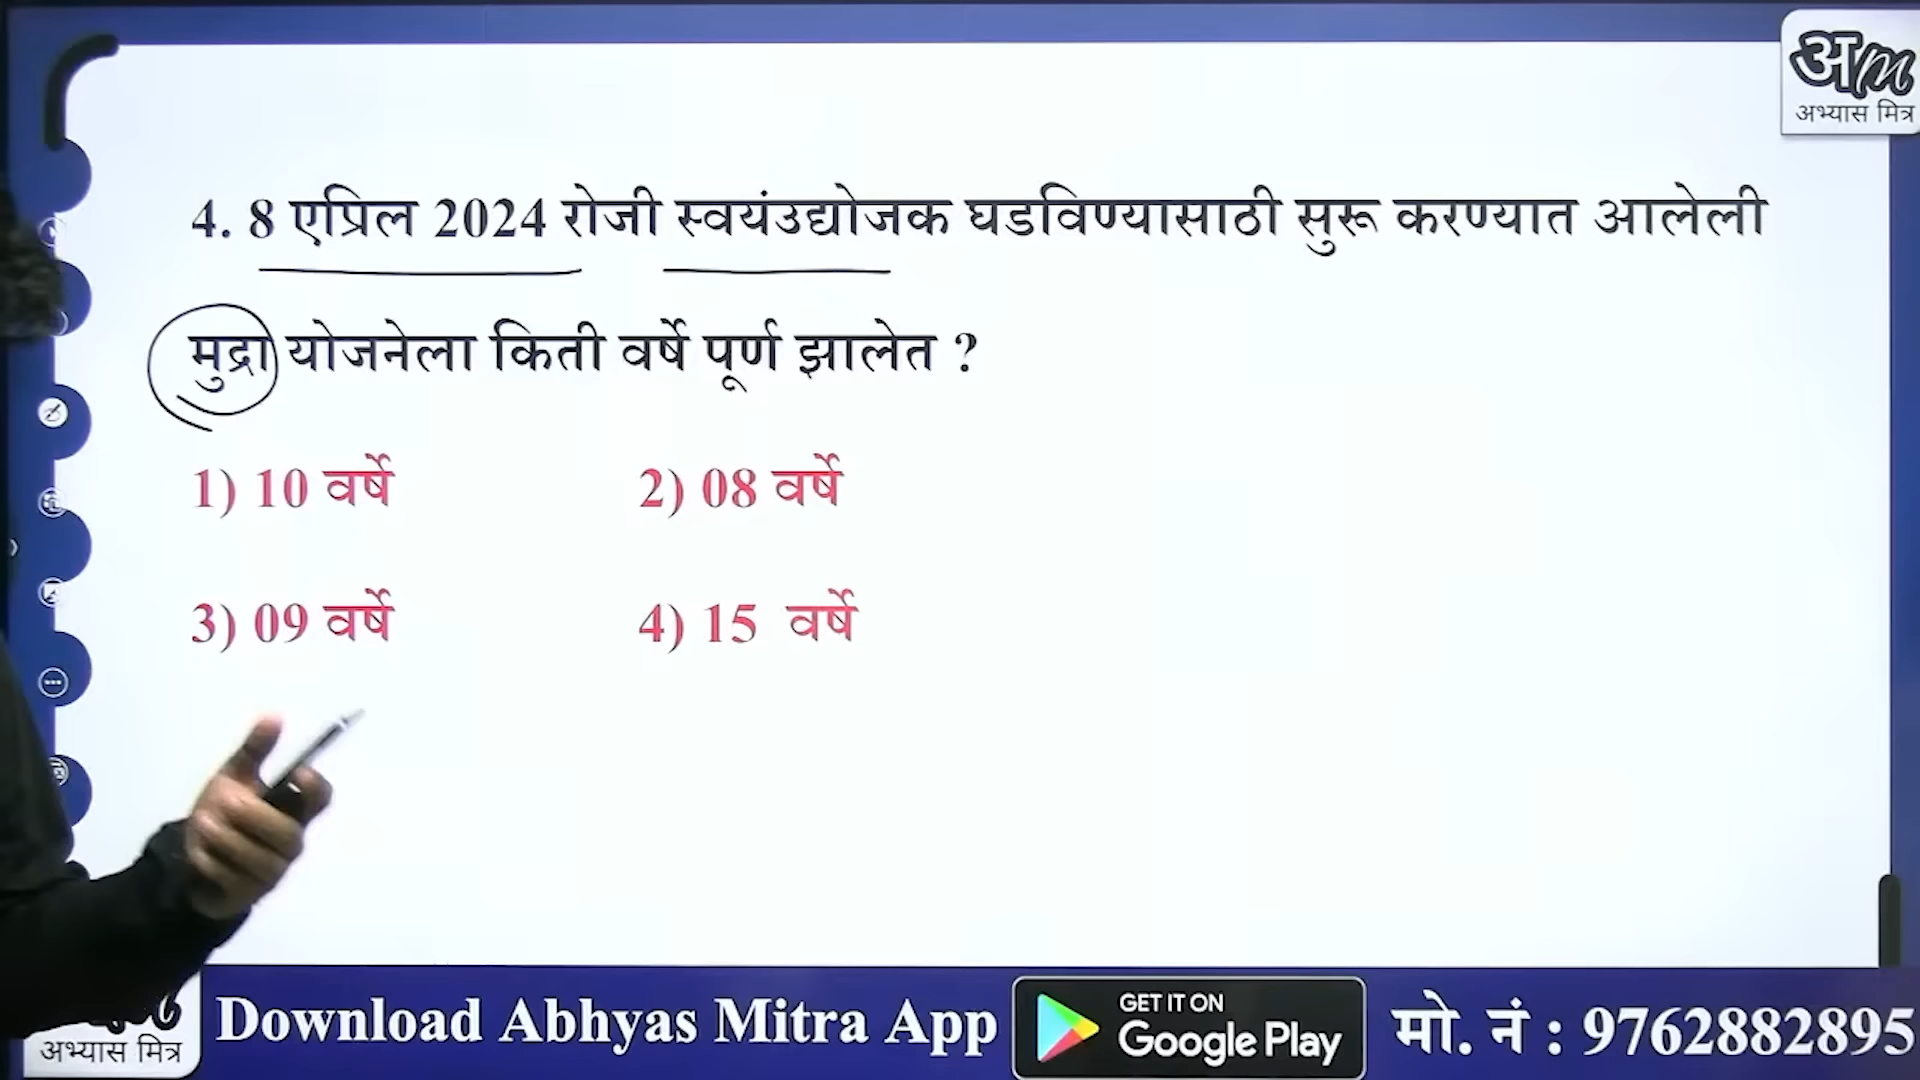 अm
अभ्यास मित्र
4. 8 एप्रिल 2024 रोजी स्वयंउद्योजक घडविण्यासाठी सुरू करण्यात आलेली
मुद्रा योजनेला किती वर्षे पूर्ण झालेत ?
1) 10 वर्षे 2) 08 वर्षे
3) 09 वर्षे 4) 15 वर्षे
अभ्यास मित्र
Download Abhyas Mitra App
GET IT ON
Google Play
मो. नं : 9762882895